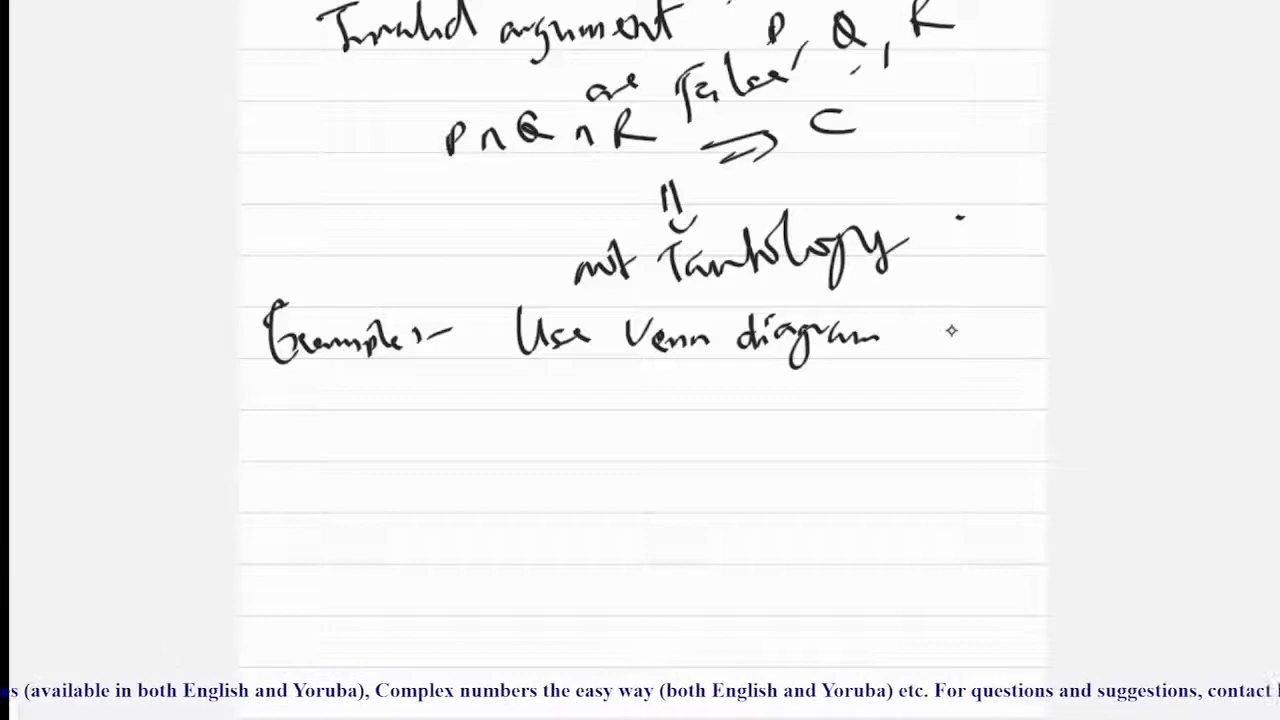 Invalid argument P, Q, R
are False
P ∩ Q ∩ R ⇒ C
⇓
not Tautology .
Example:- Use Venn diagram
(available in both English and Yoruba), Complex numbers the easy way (both English and Yoruba) etc. For questions and suggestions, contact